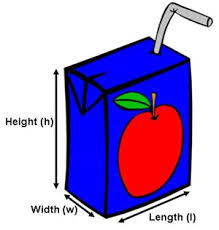 Height (h)
Width (w)
Length (l)